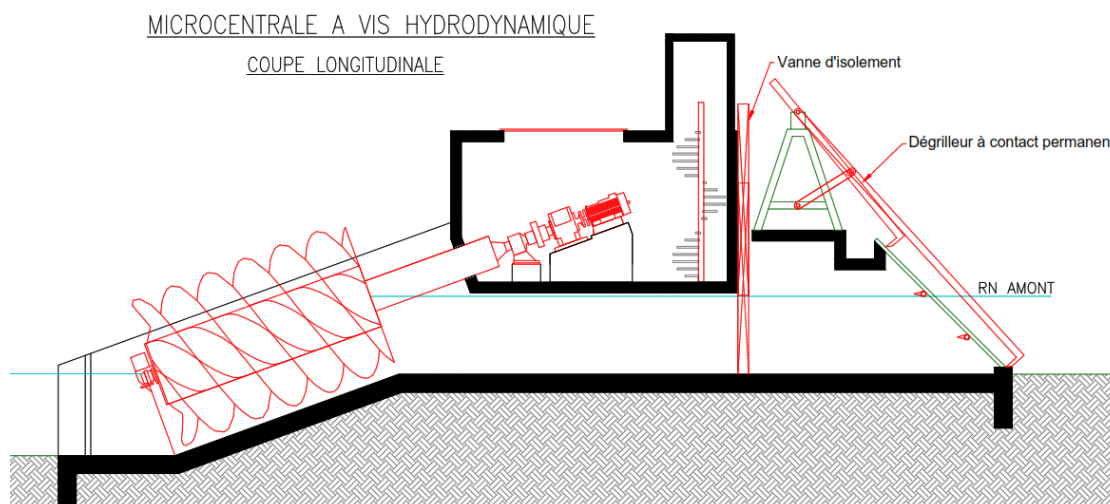 MICROCENTRALE A VIS HYDRODYNAMIQUE
COUPE LONGITUDINALE
Vanne d'isolement
Dégrilleur à contact permanen
RN AMONT